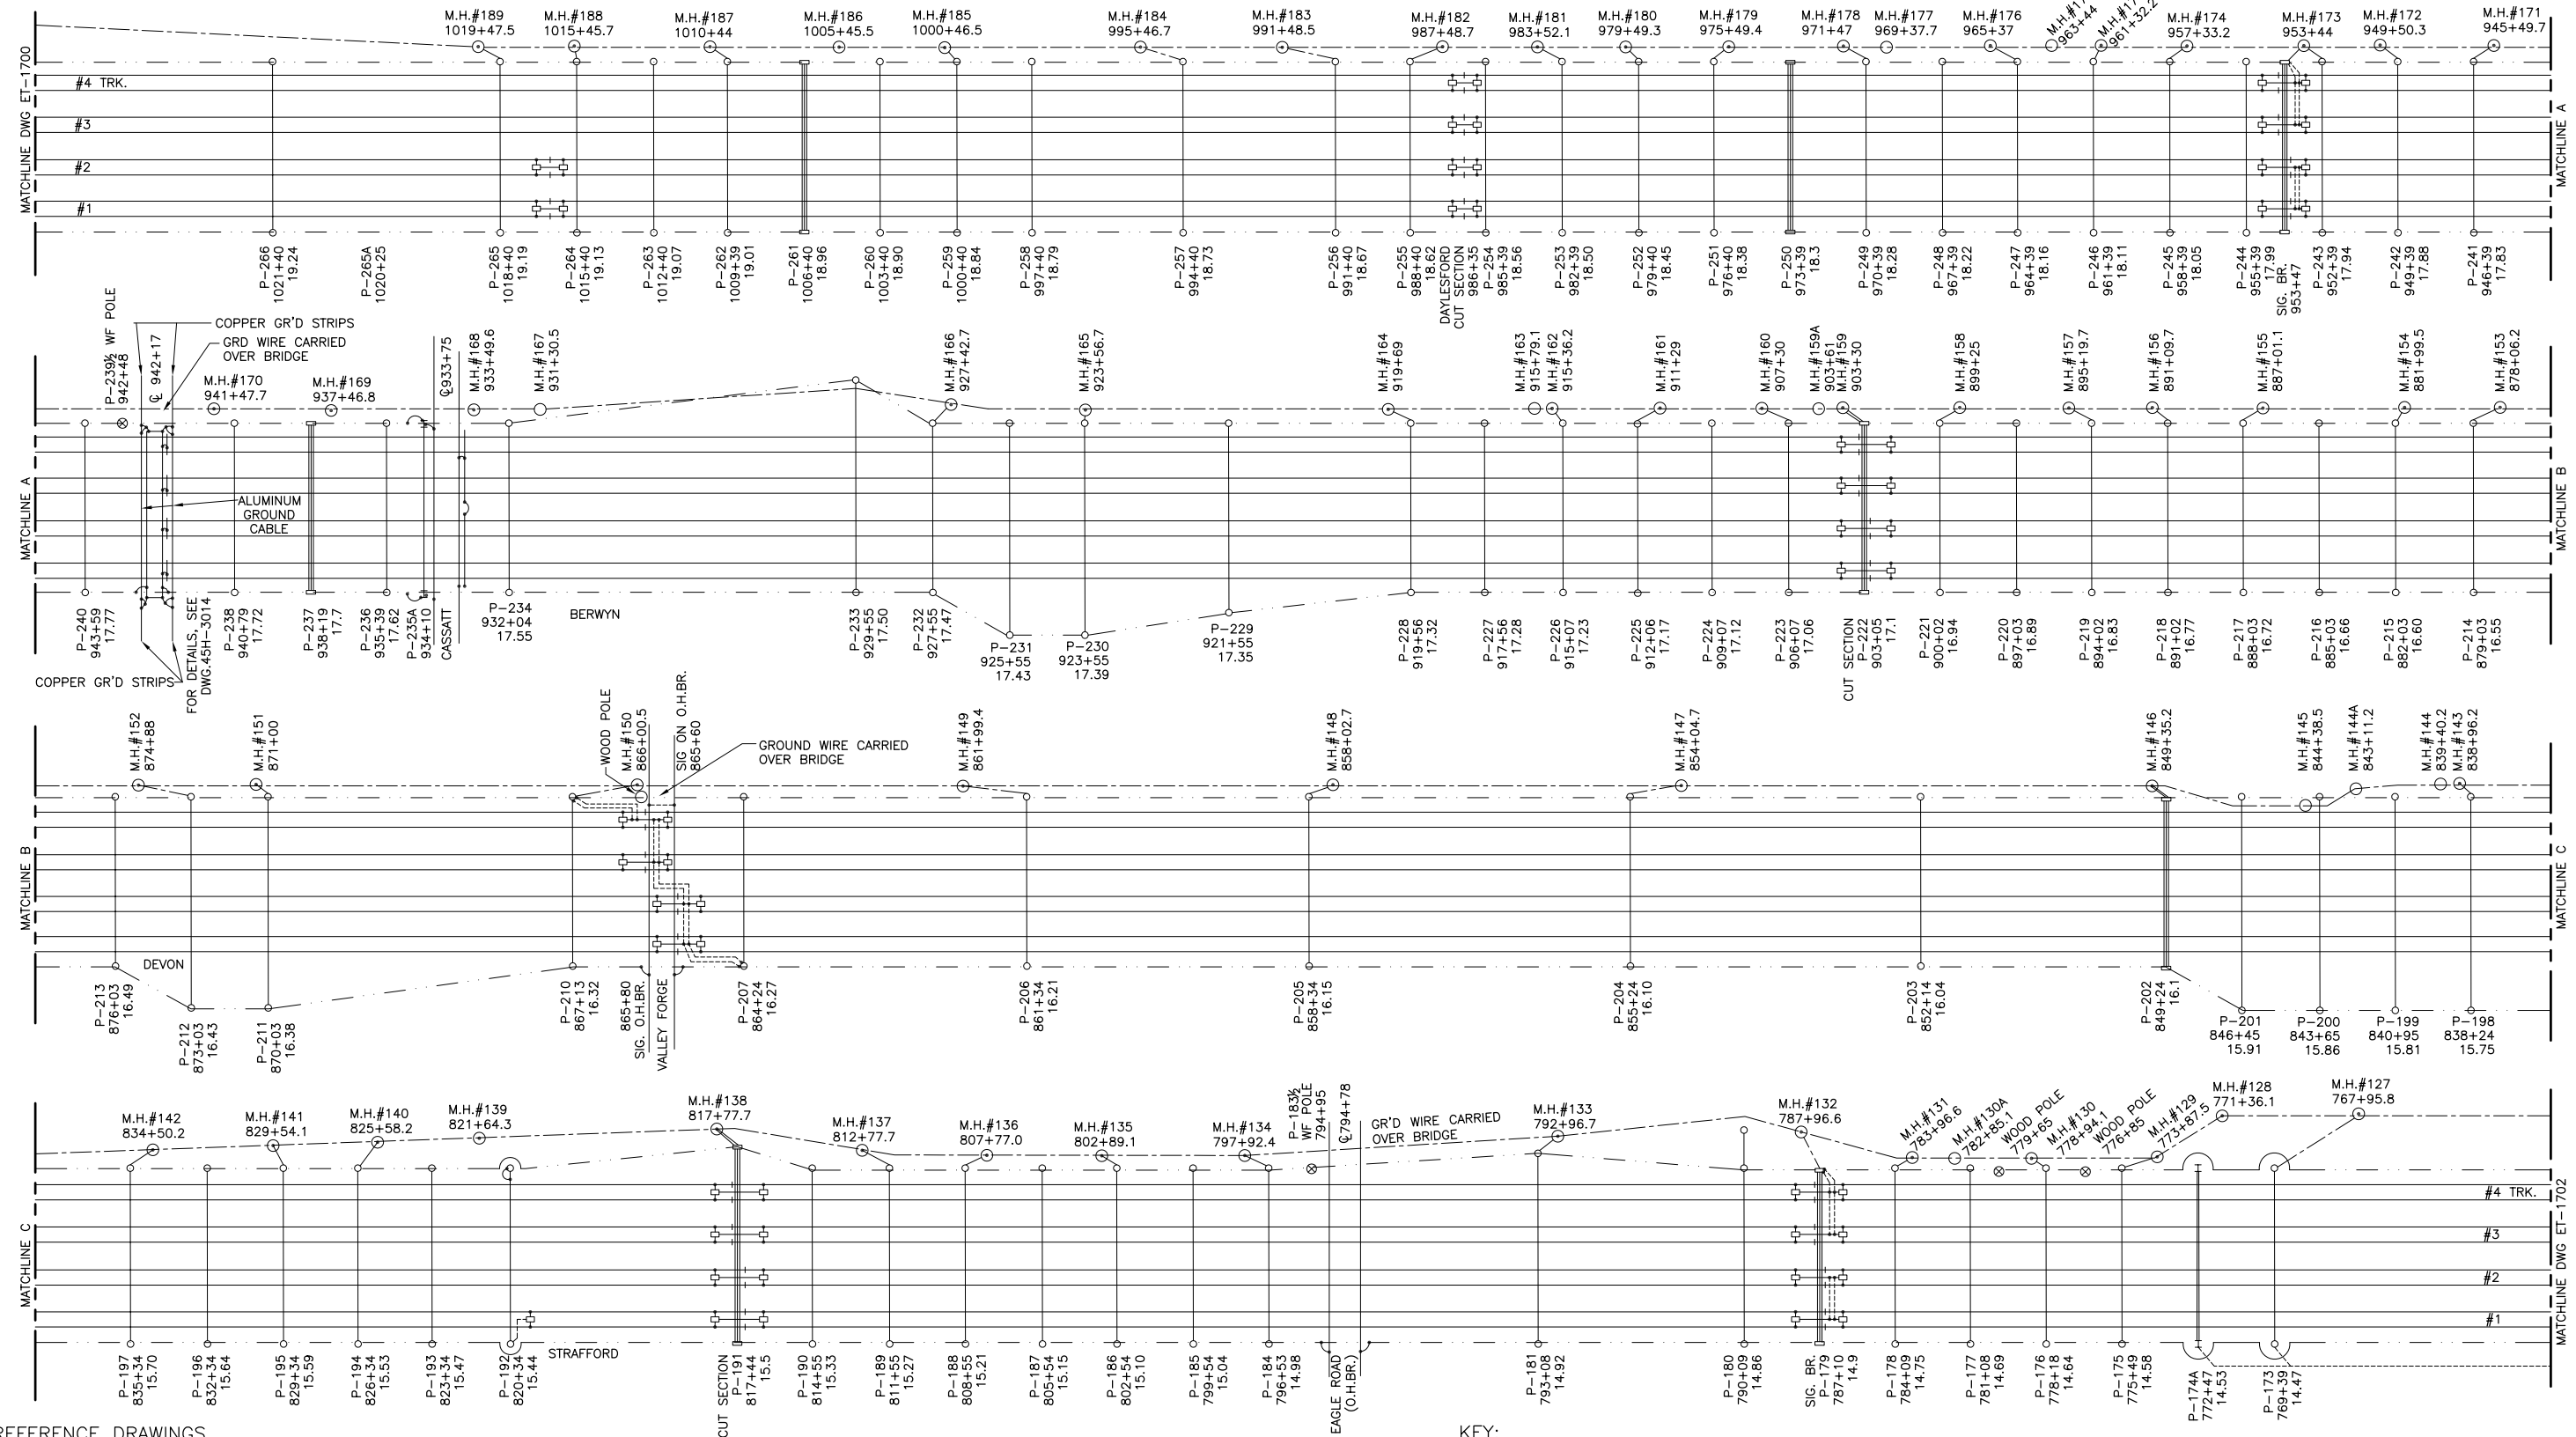 M.H.#189
1019+47.5
M.H.#188
1015+45.7
M.H.#187
1010+44
M.H.#186
1005+45.5
M.H.#185
1000+46.5
M.H.#184
995+46.7
M.H.#183
991+48.5
M.H.#182
987+48.7
M.H.#181
983+52.1
M.H.#180
979+49.3
M.H.#179
975+49.4
M.H.#178
971+47
M.H.#177
969+37.7
M.H.#176
965+37
963+44
961+32.2
M.H.#174
957+33.2
M.H.#173
953+44
M.H.#172
949+50.3
M.H.#171
945+49.7
MATCHLINE DWG ET-1700
#4 TRK.
#3
#2
#1
MATCHLINE A
P-266
1021+40
19.24
P-265A
1020+25
P-265
1018+40
19.19
P-264
1015+40
19.13
P-263
1012+40
19.07
P-262
1009+39
19.01
P-261
1006+40
18.96
P-260
1003+40
18.90
P-259
1000+40
18.84
P-258
997+40
18.79
P-257
994+40
18.73
P-256
991+40
18.67
P-255
988+40
18.62
DAYLESFORD
CUT SECTION
986+35
P-254
985+39
18.56
P-253
982+39
18.50
P-252
979+40
18.45
P-251
976+40
18.38
P-250
973+39
18.3
P-249
970+39
18.28
P-248
967+39
18.22
P-247
964+39
18.16
P-246
961+39
18.11
P-245
958+39
18.05
P-244
955+39
17.99
SIG. BR.
953+47
P-243
952+39
17.94
P-242
949+39
17.88
P-241
946+39
17.83
P-239½ WF POLE
942+48
℄ 942+17
COPPER GR'D STRIPS
GRD WIRE CARRIED
OVER BRIDGE
M.H.#170
941+47.7
M.H.#169
937+46.8
℄933+75
M.H.#168
933+49.6
M.H.#167
931+30.5
M.H.#166
927+42.7
M.H.#165
923+56.7
M.H.#164
919+69
M.H.#163
915+79.1
M.H.#162
915+35.2
M.H.#161
911+29
M.H.#160
907+30
M.H.#159A
903+61
M.H.#159
903+30
M.H.#158
899+25
M.H.#157
895+19.7
M.H.#156
891+09.7
M.H.#155
887+01.1
M.H.#154
881+99.5
M.H.#153
878+06.2
MATCHLINE A
ALUMINUM
GROUND
CABLE
MATCHLINE B
P-240
943+59
17.77
COPPER GR'D STRIPS
FOR DETAILS, SEE
DWG.45H-3014
P-238
940+79
17.72
P-237
938+19
17.7
P-236
935+39
17.62
P-235A
934+10
CASSATT
P-234
932+04
17.55
BERWYN
P-233
929+55
17.50
P-232
927+55
17.47
P-231
925+55
17.43
P-230
923+55
17.39
P-229
921+55
17.35
P-228
919+56
17.32
P-227
917+56
17.28
P-226
915+07
17.23
P-225
912+06
17.17
P-224
909+07
17.12
P-223
906+07
17.06
CUT SECTION
P-222
903+05
17.1
P-221
900+02
16.94
P-220
897+03
16.89
P-219
894+02
16.83
P-218
891+02
16.77
P-217
888+03
16.72
P-216
885+03
16.66
P-215
882+03
16.60
P-214
879+03
16.55
M.H.#152
874+88
M.H.#151
871+00
WOOD POLE
M.H.#150
866+00.5
SIG ON O.H.BR.
865+60
GROUND WIRE CARRIED
OVER BRIDGE
M.H.#149
861+99.4
M.H.#148
858+02.7
M.H.#147
854+04.7
M.H.#146
849+35.2
M.H.#145
844+38.5
M.H.#144A
843+11.2
M.H.#144
839+40.2
M.H.#143
838+96.2
MATCHLINE B
MATCHLINE C
P-213
876+03
16.49
DEVON
P-212
873+03
16.43
P-211
870+03
16.38
P-210
867+13
16.32
865+80
SIG. O.H.BR.
VALLEY FORGE
P-207
864+24
16.27
P-206
861+34
16.21
P-205
858+34
16.15
P-204
855+24
16.10
P-203
852+14
16.04
P-202
849+24
16.1
P-201
846+45
15.91
P-200
843+65
15.86
P-199
840+95
15.81
P-198
838+24
15.75
M.H.#142
834+50.2
M.H.#141
829+54.1
M.H.#140
825+58.2
M.H.#139
821+64.3
M.H.#138
817+77.7
M.H.#137
812+77.7
M.H.#136
807+77.0
M.H.#135
802+89.1
M.H.#134
797+92.4
P-183½
WF POLE
794+95
℄794+78
GR'D WIRE CARRIED
OVER BRIDGE
M.H.#133
792+96.7
M.H.#132
787+96.6
M.H.#131
783+96.6
M.H.#130A
782+85.1
WOOD POLE
779+65
M.H.#130
778+94.1
WOOD POLE
776+85
M.H.#129
773+87.5
M.H.#128
771+36.1
M.H.#127
767+95.8
MATCHLINE C
#4 TRK.
#3
#2
#1
MATCHLINE DWG ET-1702
P-197
835+34
15.70
P-196
832+34
15.64
P-195
829+34
15.59
P-194
826+34
15.53
P-193
823+34
15.47
P-192
820+34
15.44
STRAFFORD
CUT SECTION
P-191
817+44
15.5
P-190
814+55
15.33
P-189
811+55
15.27
P-188
808+55
15.21
P-187
805+54
15.15
P-186
802+54
15.10
P-185
799+54
15.04
P-184
796+53
14.98
EAGLE ROAD
(O.H.BR.)
P-181
793+08
14.92
P-180
790+09
14.86
SIG. BR.
P-179
787+10
14.9
P-178
784+09
14.75
P-177
781+08
14.69
P-176
778+18
14.64
P-175
775+49
14.58
P-174A
772+47
14.53
P-173
769+39
14.47
REFERENCE DRAWINGS
KEY: